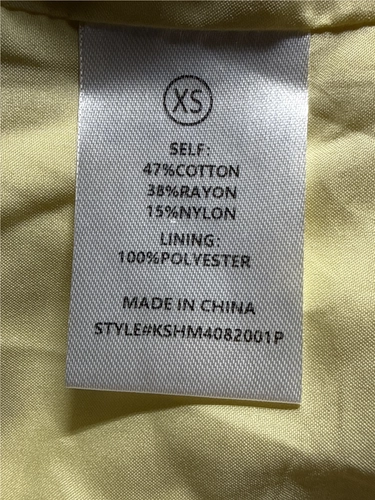 XS
SELF:
47%COTTON
38%RAYON
15%NYLON
LINING:
100%POLYESTER
MADE IN CHINA
STYLE#KSHM4082001P